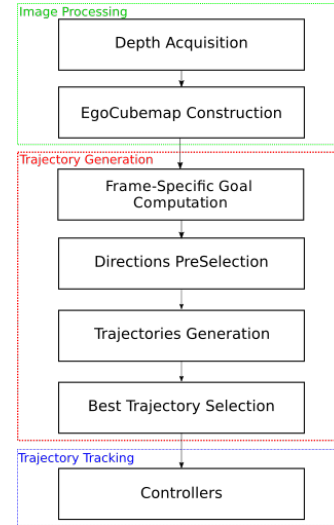 Image Processing
Depth Acquisition
EgoCubemap Construction
Trajectory Generation
Frame-Specific Goal
Computation
Directions PreSelection
Trajectories Generation
Best Trajectory Selection
Trajectory Tracking
Controllers